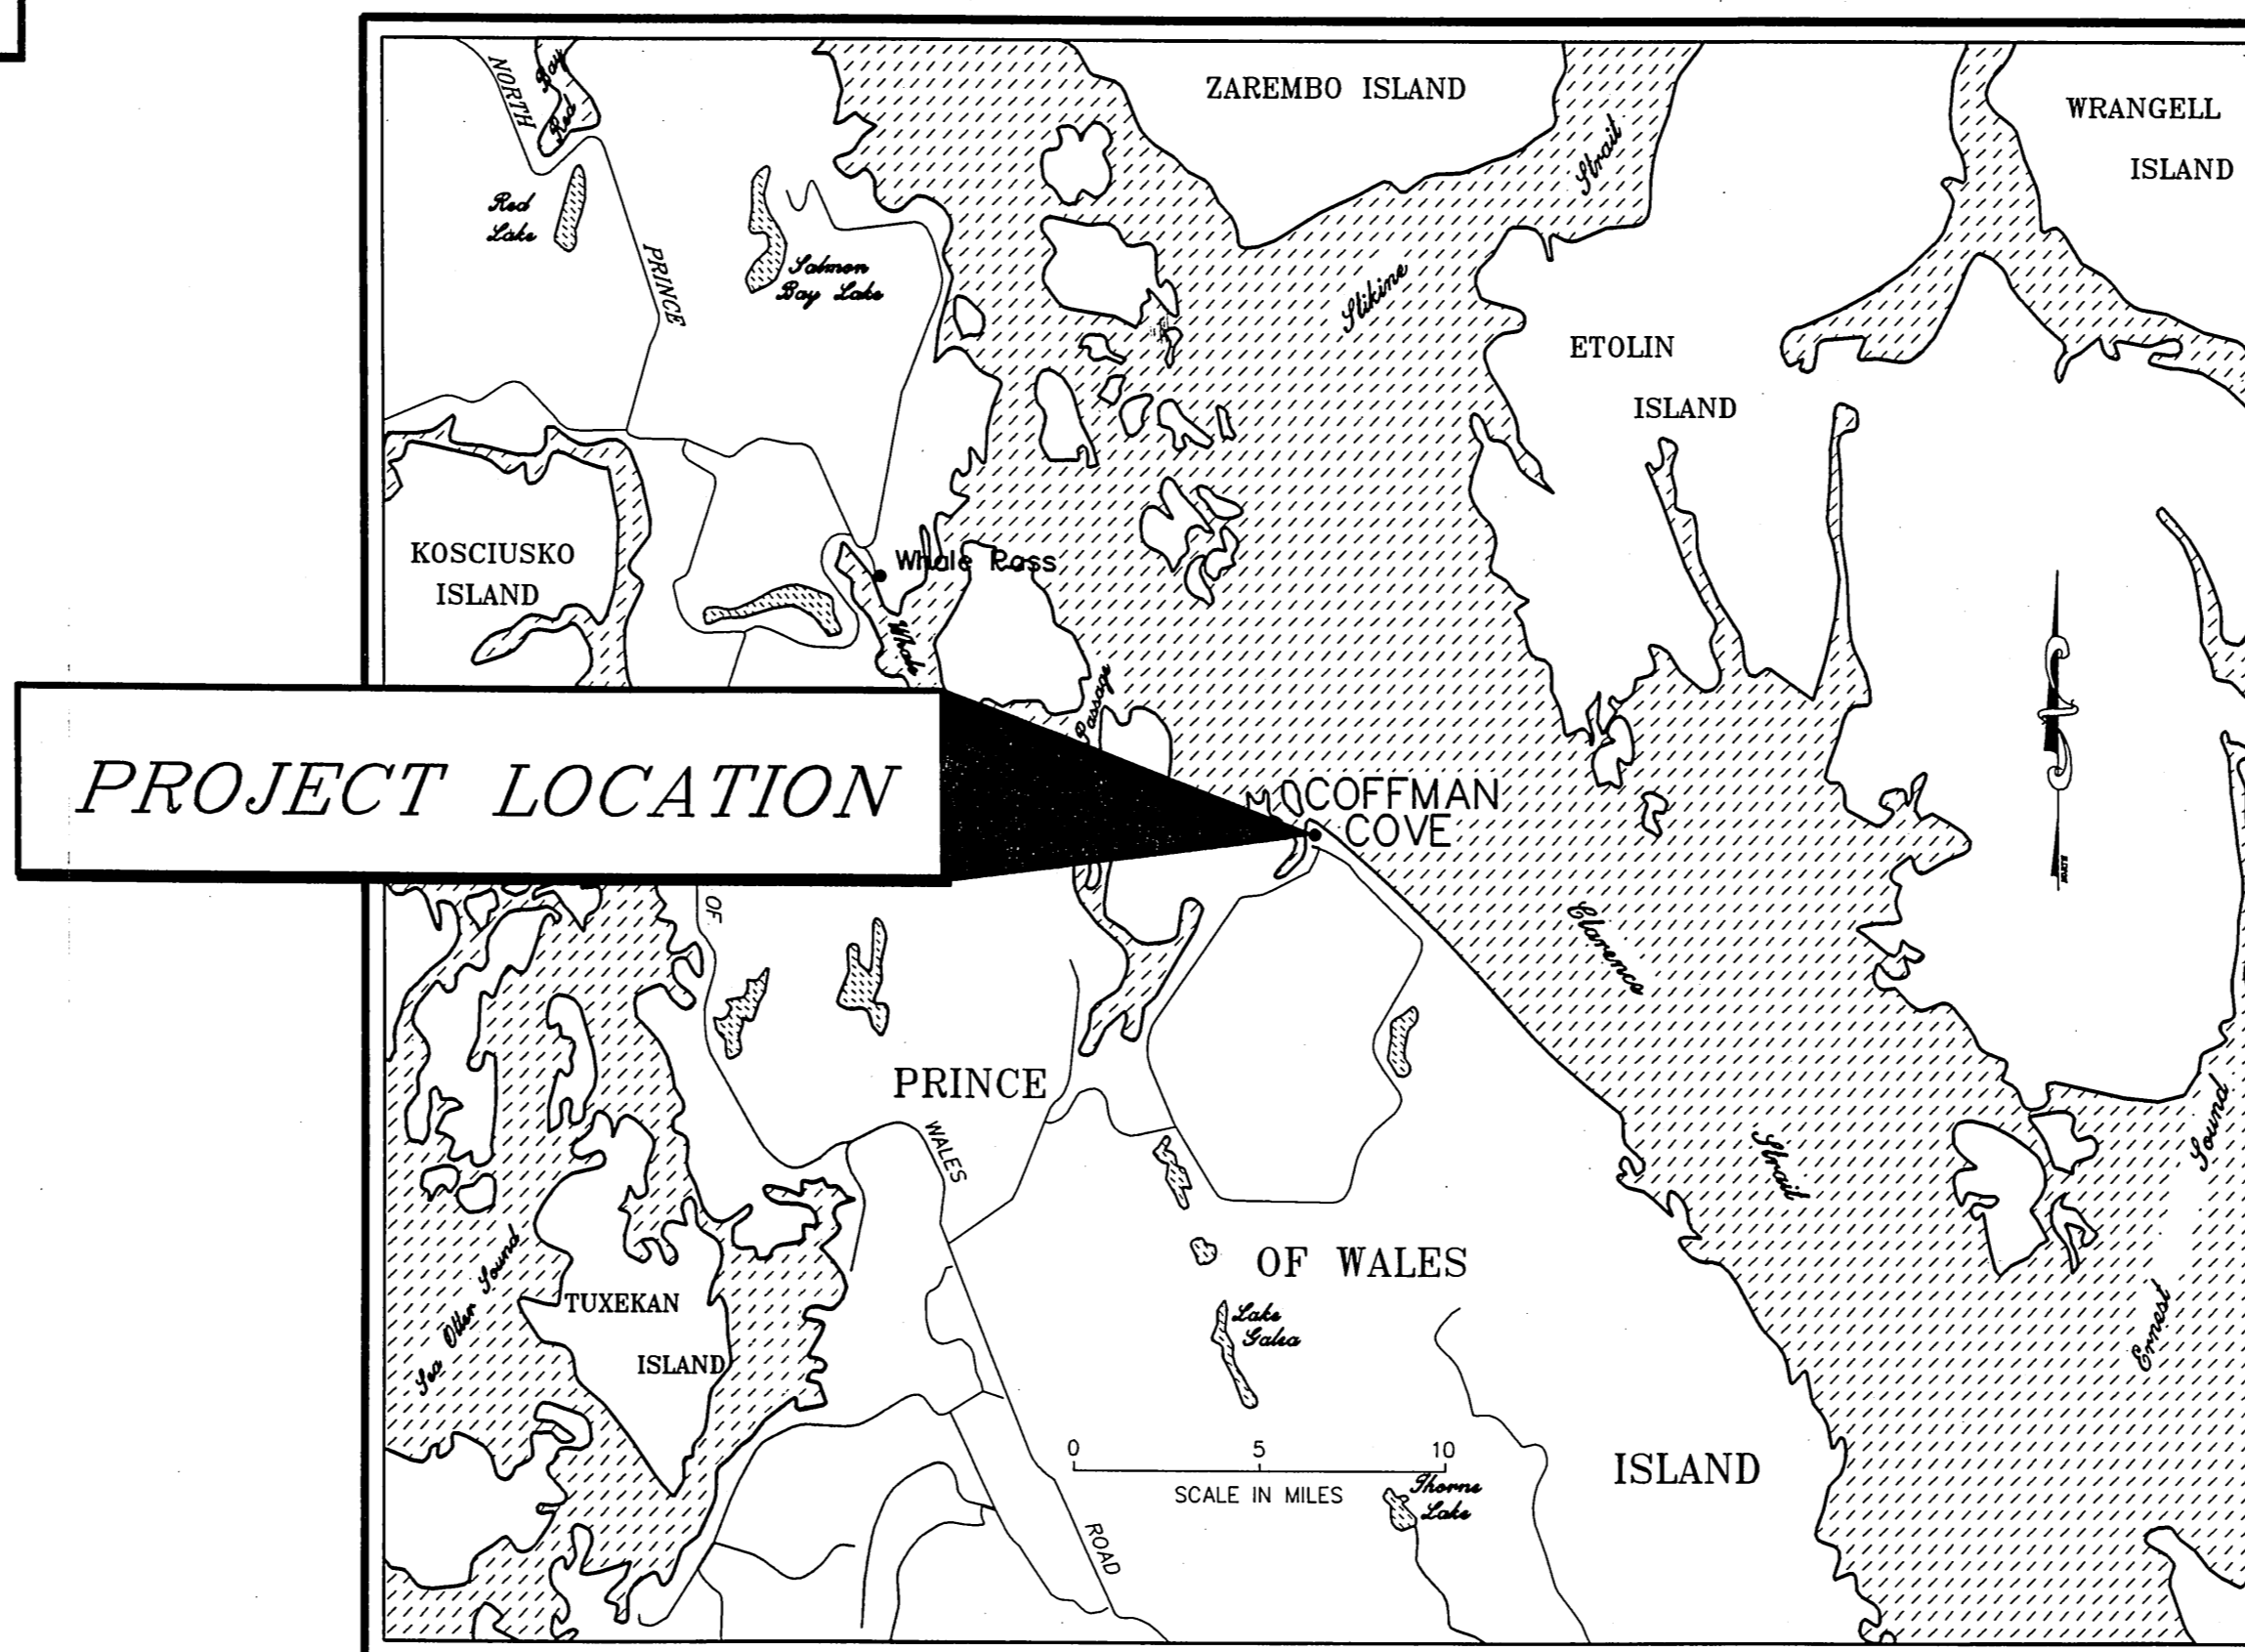 ZAREMBO ISLAND
WRANGELL
ISLAND
NORTH
Bay
Red
Strait
Red
Lake
PRINCE
Salmon
Bay Lake
Stikine
ETOLIN
ISLAND
KOSCIUSKO
ISLAND
Whale Pass
Whale
Passage
PROJECT LOCATION
COFFMAN
COVE
OF
Clarence
PRINCE
WALES
Strait
Sound
OF WALES
Sea Otter Sound
TUXEKAN
ISLAND
Lake
Galea
Ernest
0 5 10
SCALE IN MILES
ISLAND
Thorne
Lake
ROAD